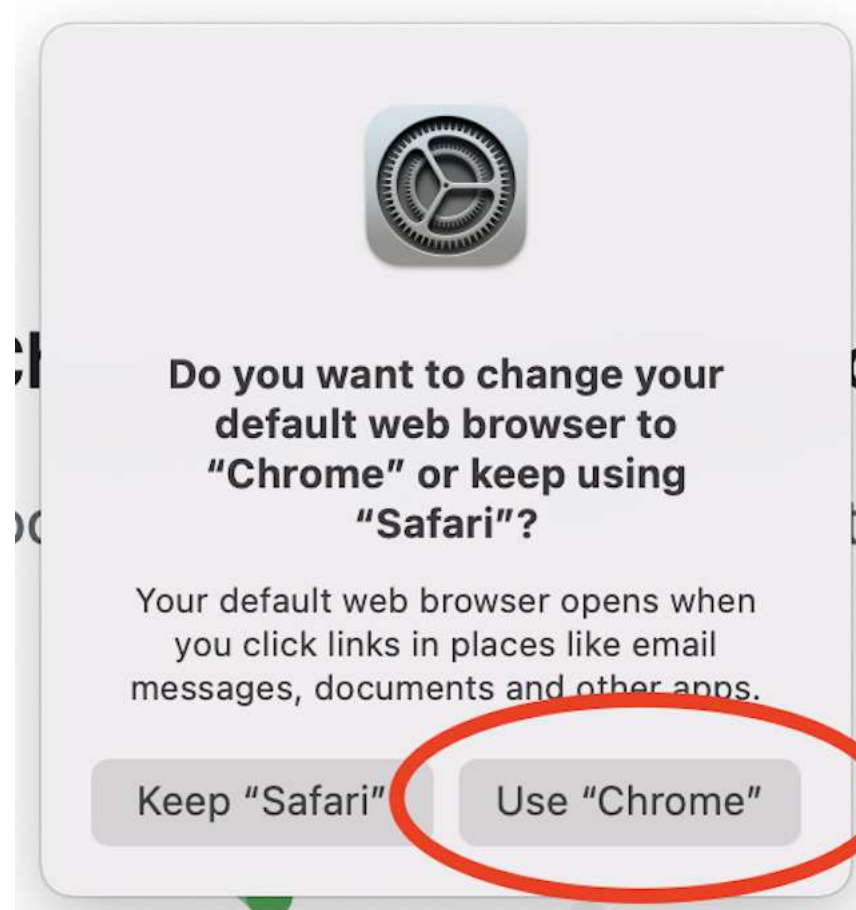 Do you want to change your
default web browser to
“Chrome” or keep using
“Safari”?
Your default web browser opens when
you click links in places like email
messages, documents and other apps.
Keep “Safari”
Use “Chrome”